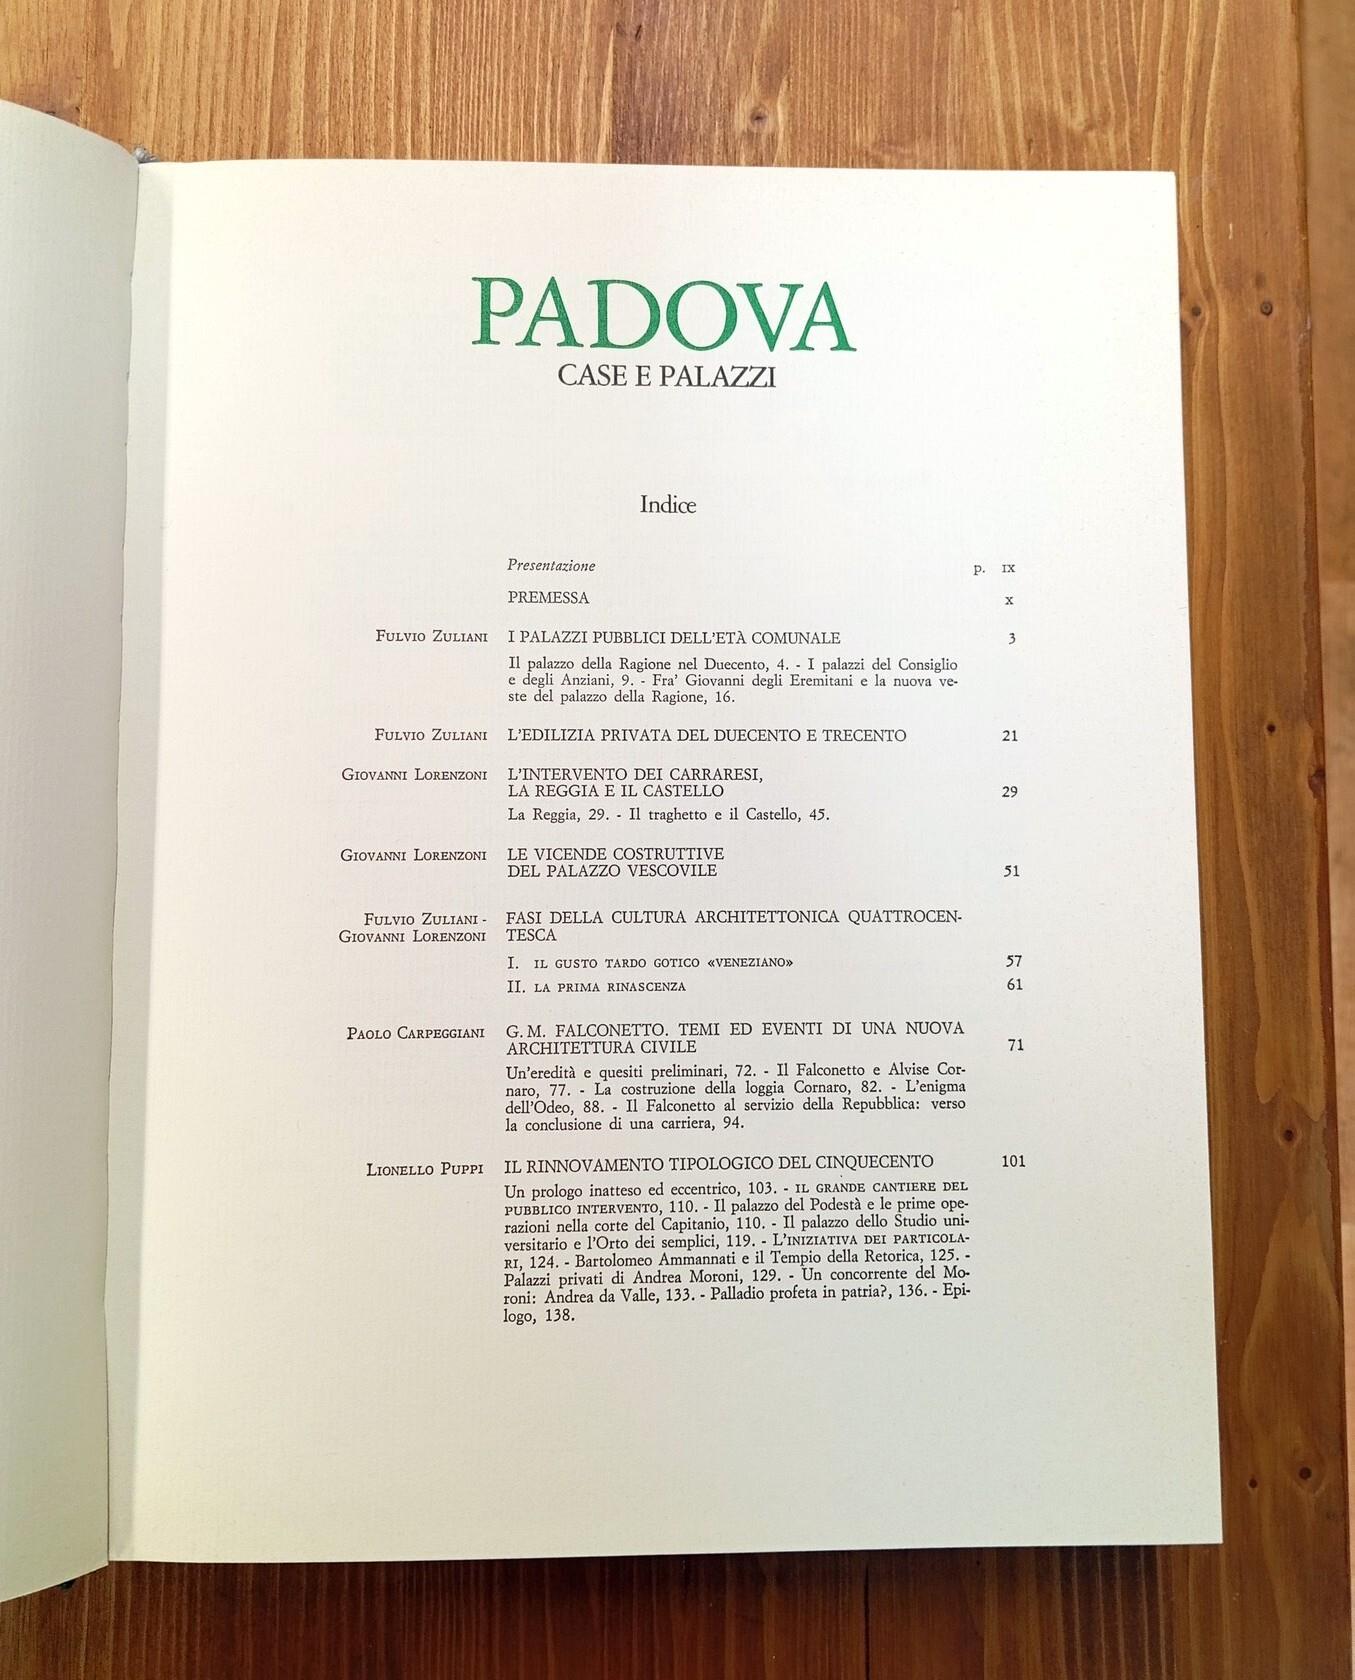 PADOVA
CASE E PALAZZI
Indice
Presentazione p. IX
PREMESSA X
FULVIO ZULIANI I PALAZZI PUBBLICI DELL'ETÀ COMUNALE 3
Il palazzo della Ragione nel Duecento, 4. - I palazzi del Consiglio
e degli Anziani, 9. - Fra' Giovanni degli Eremitani e la nuova ve-
ste del palazzo della Ragione, 16.
FULVIO ZULIANI L'EDILIZIA PRIVATA DEL DUECENTO E TRECENTO 21
GIOVANNI LORENZONI L'INTERVENTO DEI CARRARESI,
LA REGGIA E IL CASTELLO 29
La Reggia, 29. - Il traghetto e il Castello, 45.
GIOVANNI LORENZONI LE VICENDE COSTRUTTIVE
DEL PALAZZO VESCOVILE 51
FULVIO ZULIANI - FASI DELLA CULTURA ARCHITETTONICA QUATTROCEN-
GIOVANNI LORENZONI TESCA
I. IL GUSTO TARDO GOTICO «VENEZIANO» 57
II. LA PRIMA RINASCENZA 61
PAOLO CARPEGGIANI G. M. FALCONETTO. TEMI ED EVENTI DI UNA NUOVA
ARCHITETTURA CIVILE 71
Un'eredità e quesiti preliminari, 72. - Il Falconetto e Alvise Cor-
naro, 77. - La costruzione della loggia Cornaro, 82. - L'enigma
dell'Odeo, 88. - Il Falconetto al servizio della Repubblica: verso
la conclusione di una carriera, 94.
LIONELLO PUPPI IL RINNOVAMENTO TIPOLOGICO DEL CINQUECENTO 101
Un prologo inatteso ed eccentrico, 103. - IL GRANDE CANTIERE DEL
PUBBLICO INTERVENTO, 110. - Il palazzo del Podestà e le prime ope-
razioni nella corte del Capitanio, 110. - Il palazzo dello Studio uni-
versitario e l'Orto dei semplici, 119. - L'INIZIATIVA DEI PARTICOLA-
RI, 124. - Bartolomeo Ammannati e il Tempio della Retorica, 125. -
Palazzi privati di Andrea Moroni, 129. - Un concorrente del Mo-
roni: Andrea da Valle, 133. - Palladio profeta in patria?, 136. - Epi-
logo, 138.